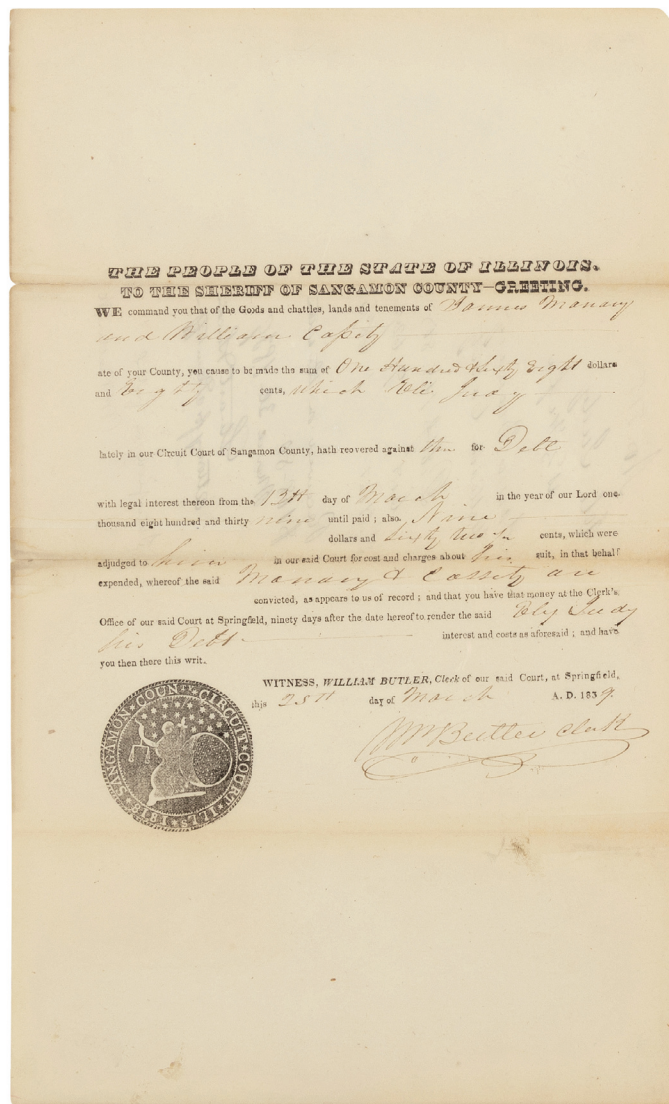 THE PEOPLE OF THE STATE OF ILLINOIS.
TO THE SHERIFF OF SANGAMON COUNTY—GREETING.
WE command you that of the Goods and chattles, lands and tenements of James Manary
and William Cassity
ate of your County, you cause to be made the sum of One Hundred & sixty Eight dollars
and Eighty cents, which Eli Judy
lately in our Circuit Court of Sangamon County, hath reovered against them for Debt
with legal interest thereon from the 13th day of March in the year of our Lord one
thousand eight hundred and thirty nine until paid; also, Nine
dollars and sixty two cents, which were
adjudged to him in our said Court for cost and charges about his suit, in that behalf
expended, whereof the said Manary & Cassity are
convicted, as appears to us of record; and that you have that money at the Clerk's
Office of our said Court at Springfield, ninety days after the date hereof to render the said Ely Judy
his Debt interest and costs as aforesaid; and have
you then there this writ.
WITNESS, WILLIAM BUTLER, Cleck of our said Court, at Springfield,
this 25th day of March A. D. 1839.
Wm Butler Clerk
SANGAMON COUNTY CIRCUIT COURT ILLS